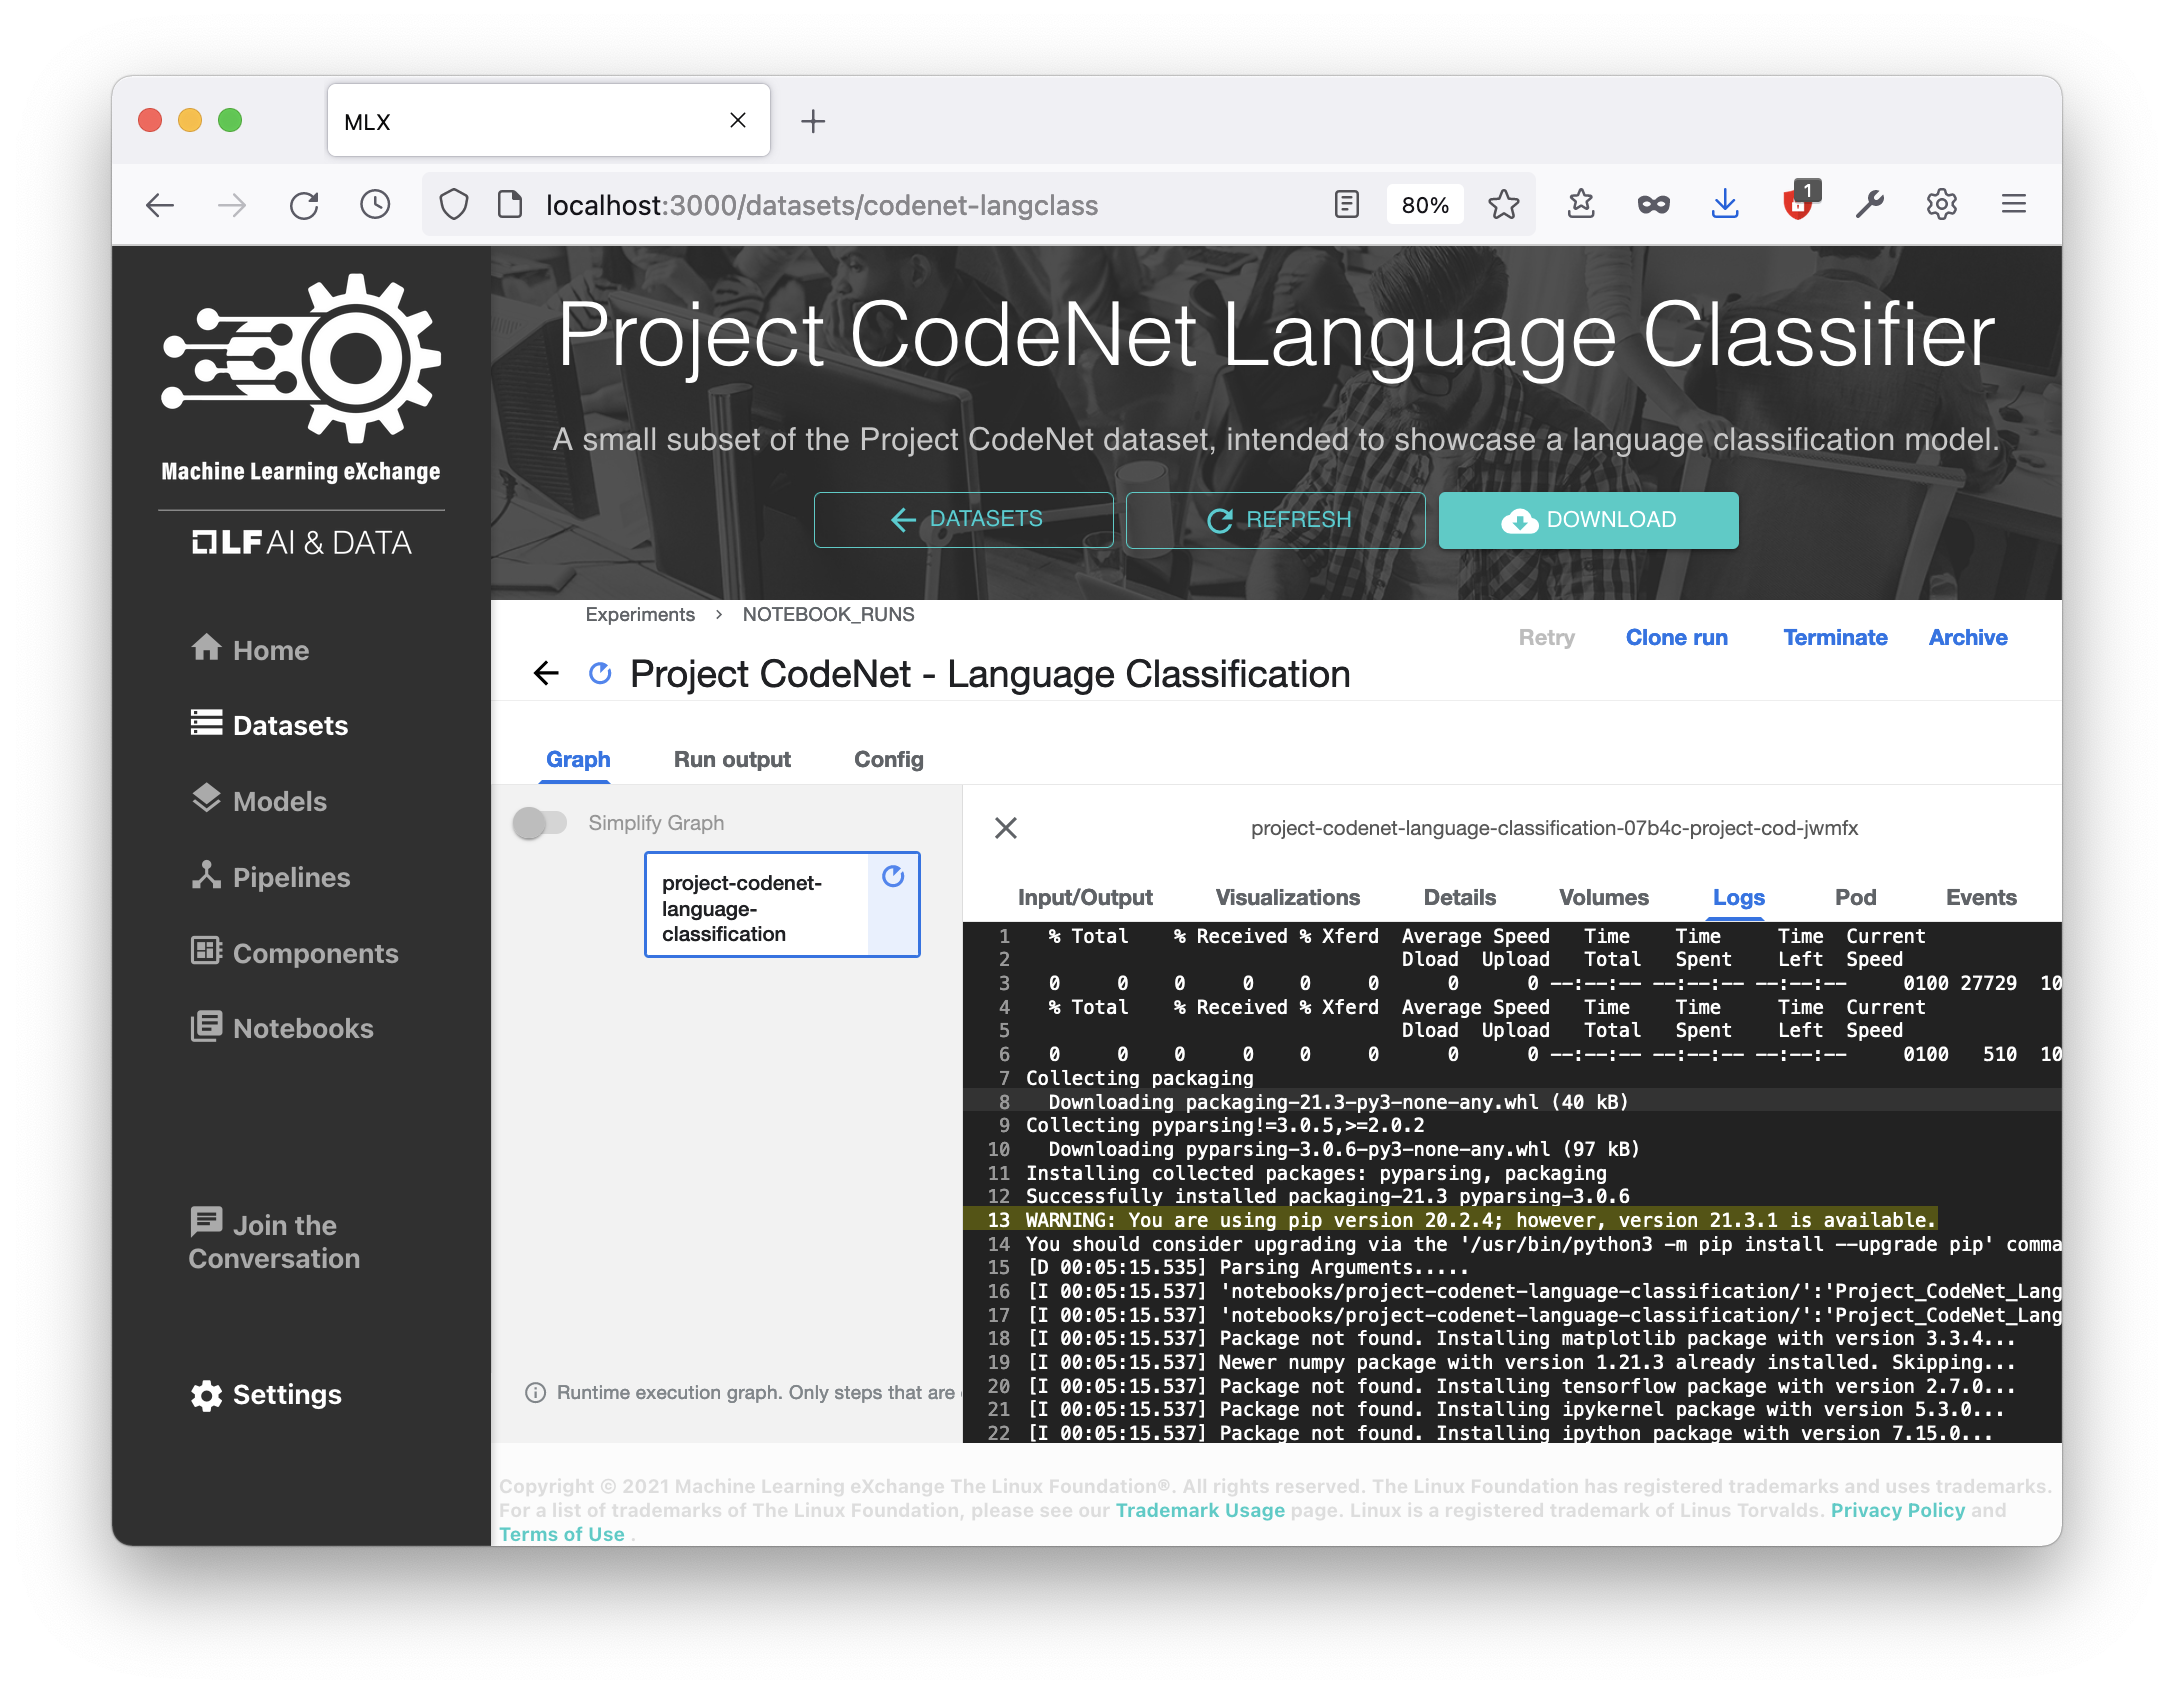 MLX
localhost:3000/datasets/codenet-langclass
80%
1
Machine Learning eXchange
LF AI & DATA
Home
Datasets
Models
Pipelines
Components
Notebooks
Join the
Conversation
Settings
Project CodeNet Language Classifier
A small subset of the Project CodeNet dataset, intended to showcase a language classification model.
DATASETS
REFRESH
DOWNLOAD
Experiments > NOTEBOOK_RUNS
Retry Clone run Terminate Archive
Project CodeNet - Language Classification
Graph Run output Config
Simplify Graph
project-codenet-
language-
classification
Runtime execution graph. Only steps that are
project-codenet-language-classification-07b4c-project-cod-jwmfx
Input/Output Visualizations Details Volumes Logs Pod Events
1 % Total % Received % Xferd Average Speed Time Time Time Current
2 Dload Upload Total Spent Left Speed
3 0 0 0 0 0 0 0 0 --:--:-- --:--:-- --:--:-- 0100 27729 10
4 % Total % Received % Xferd Average Speed Time Time Time Current
5 Dload Upload Total Spent Left Speed
6 0 0 0 0 0 0 0 0 --:--:-- --:--:-- --:--:-- 0100 510 10
7 Collecting packaging
8 Downloading packaging-21.3-py3-none-any.whl (40 kB)
9 Collecting pyparsing!=3.0.5,>=2.0.2
10 Downloading pyparsing-3.0.6-py3-none-any.whl (97 kB)
11 Installing collected packages: pyparsing, packaging
12 Successfully installed packaging-21.3 pyparsing-3.0.6
13 WARNING: You are using pip version 20.2.4; however, version 21.3.1 is available.
14 You should consider upgrading via the '/usr/bin/python3 -m pip install --upgrade pip' comma
15 [D 00:05:15.535] Parsing Arguments.....
16 [I 00:05:15.537] 'notebooks/project-codenet-language-classification/':'Project_CodeNet_Lang
17 [I 00:05:15.537] 'notebooks/project-codenet-language-classification/':'Project_CodeNet_Lang
18 [I 00:05:15.537] Package not found. Installing matplotlib package with version 3.3.4...
19 [I 00:05:15.537] Newer numpy package with version 1.21.3 already installed. Skipping...
20 [I 00:05:15.537] Package not found. Installing tensorflow package with version 2.7.0...
21 [I 00:05:15.537] Package not found. Installing ipykernel package with version 5.3.0...
22 [I 00:05:15.537] Package not found. Installing ipython package with version 7.15.0...
Copyright © 2021 Machine Learning eXchange The Linux Foundation®. All rights reserved. The Linux Foundation has registered trademarks and uses trademarks.
For a list of trademarks of The Linux Foundation, please see our Trademark Usage page. Linux is a registered trademark of Linus Torvalds. Privacy Policy and
Terms of Use .